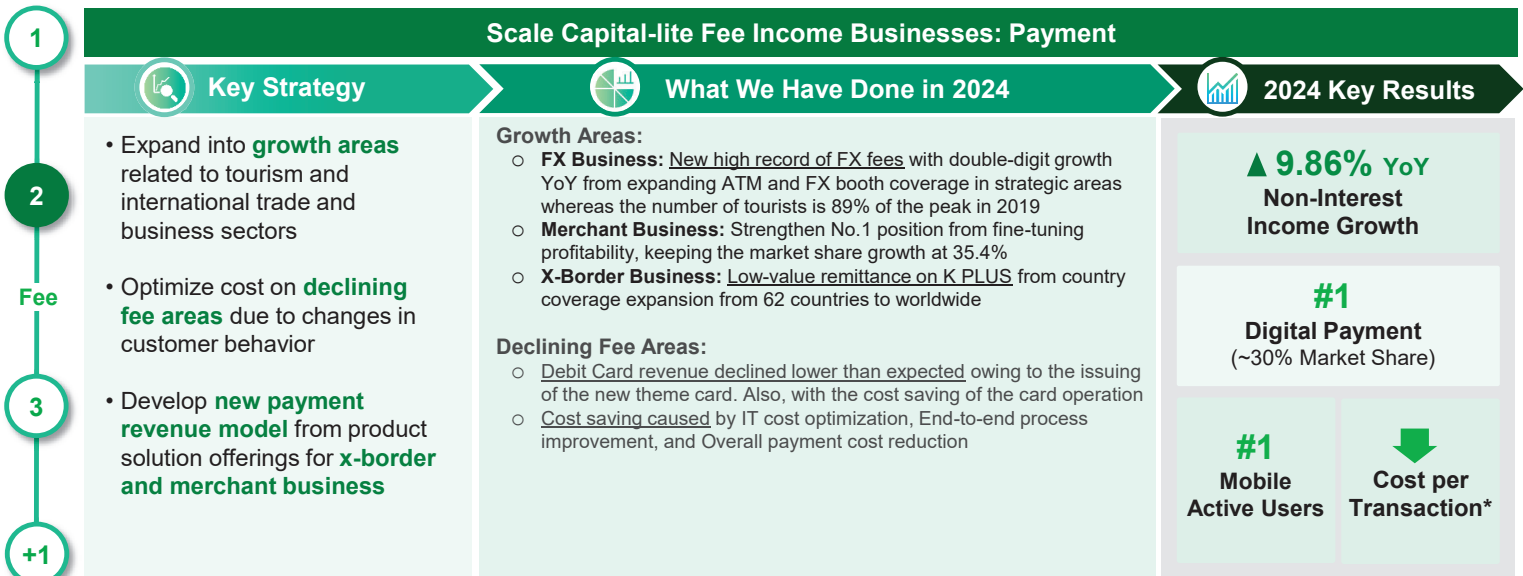 1
2
Fee
3
+1
Scale Capital-lite Fee Income Businesses: Payment
Key Strategy
• Expand into growth areas
related to tourism and
international trade and
business sectors
• Optimize cost on declining
fee areas due to changes in
customer behavior
• Develop new payment
revenue model from product
solution offerings for x-border
and merchant business
What We Have Done in 2024
Growth Areas:
o FX Business: New high record of FX fees with double-digit growth
YoY from expanding ATM and FX booth coverage in strategic areas
whereas the number of tourists is 89% of the peak in 2019
o Merchant Business: Strengthen No.1 position from fine-tuning
profitability, keeping the market share growth at 35.4%
o X-Border Business: Low-value remittance on K PLUS from country
coverage expansion from 62 countries to worldwide
Declining Fee Areas:
o Debit Card revenue declined lower than expected owing to the issuing
of the new theme card. Also, with the cost saving of the card operation
o Cost saving caused by IT cost optimization, End-to-end process
improvement, and Overall payment cost reduction
2024 Key Results
▲ 9.86% YoY
Non-Interest
Income Growth
#1
Digital Payment
(~30% Market Share)
#1
Mobile
Active Users
Cost per
Transaction*